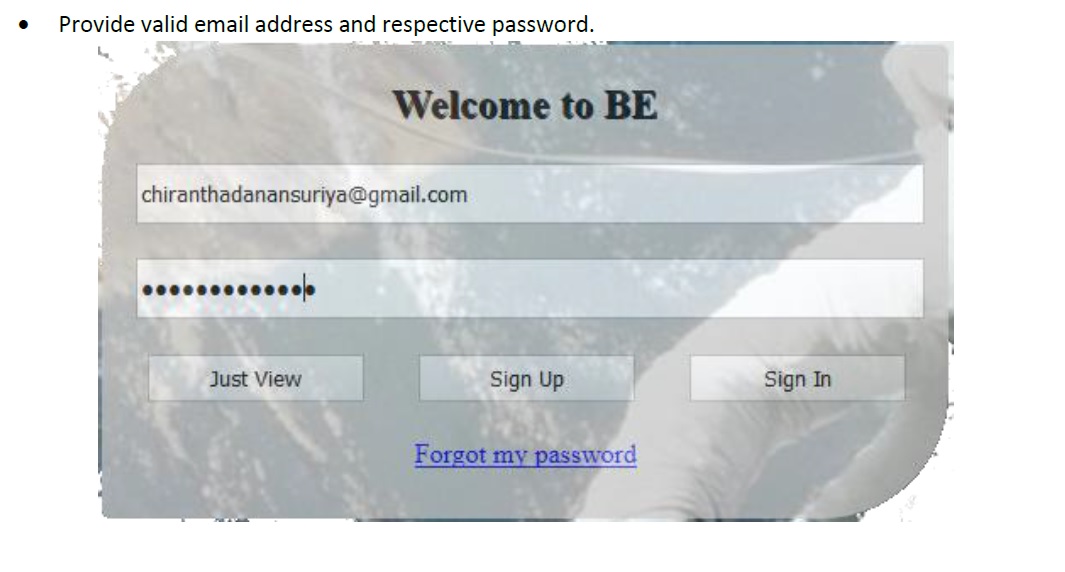 • Provide valid email address and respective password.
Welcome to BE
chiranthadanansuriya@gmail.com
•••••••••••••
Just View Sign Up Sign In
Forgot my password